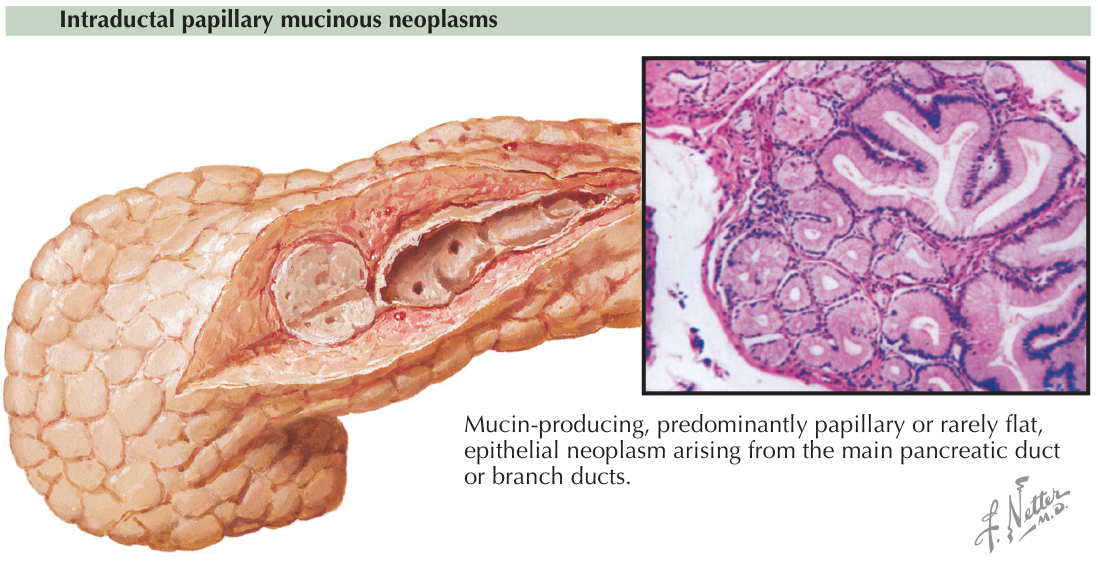 Intraductal papillary mucinous neoplasms
Mucin-producing, predominantly papillary or rarely flat,
epithelial neoplasm arising from the main pancreatic duct
or branch ducts.
F. Netter
M.D.